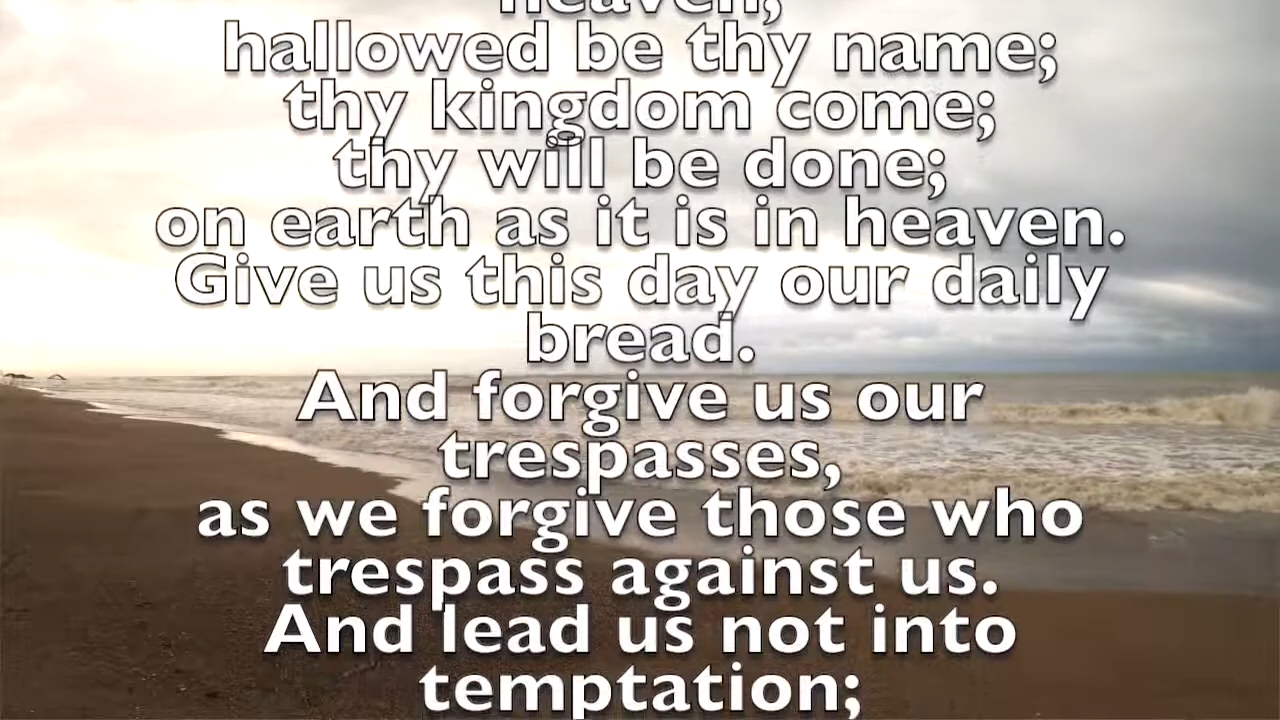 heaven,
hallowed be thy name;
thy kingdom come;
thy will be done;
on earth as it is in heaven.
Give us this day our daily
bread.
And forgive us our
trespasses,
as we forgive those who
trespass against us.
And lead us not into
temptation;